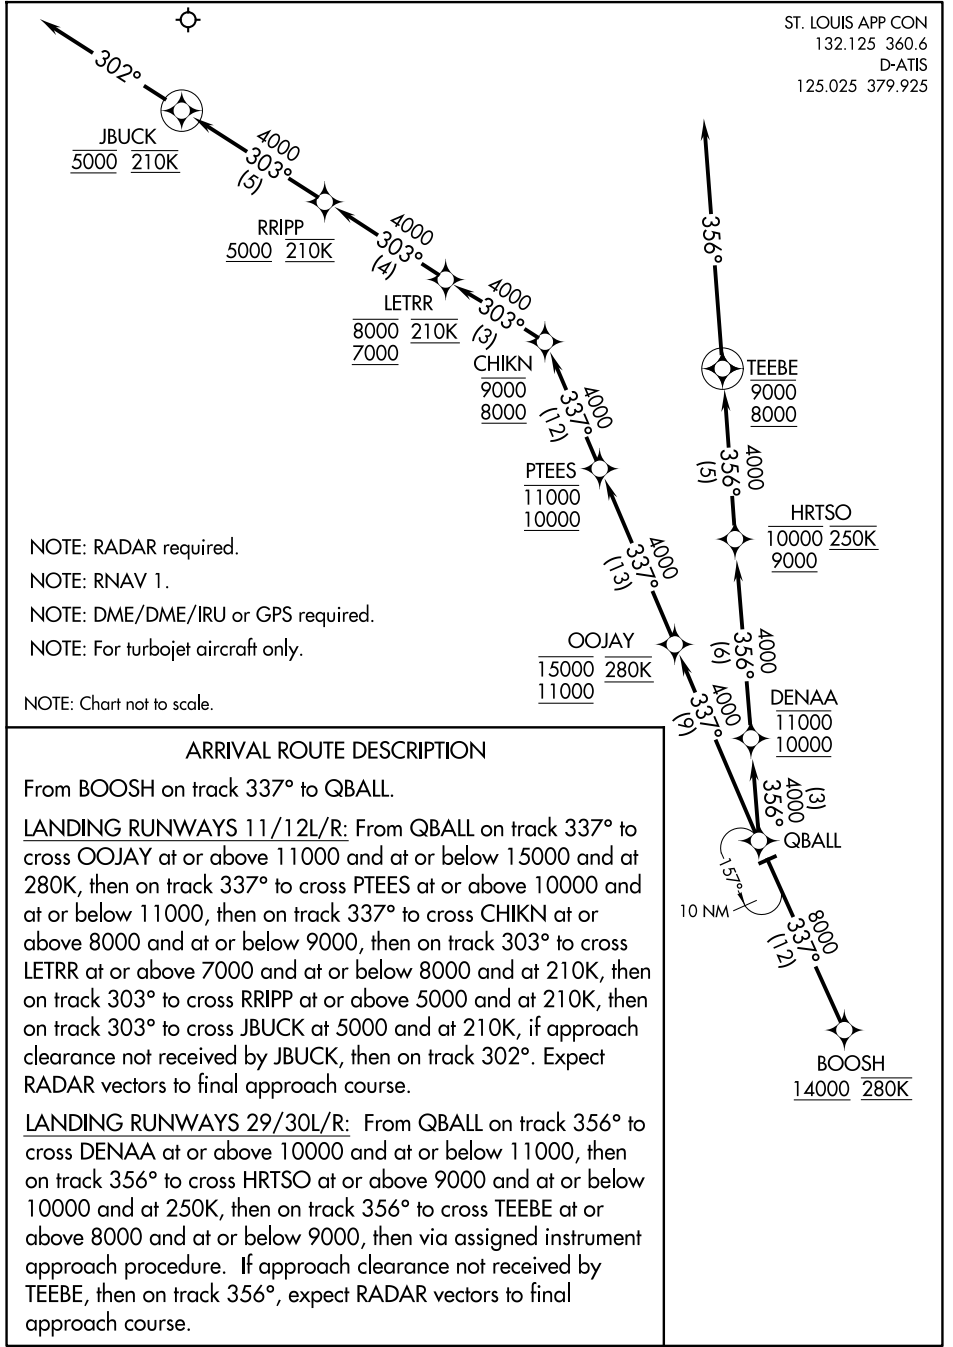 ST. LOUIS APP CON
132.125 360.6
D-ATIS
125.025 379.925
302°
JBUCK
5000 210K
4000
303°
(5)
RRIPP
5000 210K
4000
303°
(4)
LETRR
8000 210K
7000
4000
303°
(3)
CHIKN
9000
8000
4000
337°
(12)
PTEES
11000
10000
4000
337°
(13)
OOJAY
15000 280K
11000
4000
337°
(9)
356°
TEEBE
9000
8000
4000
356°
(5)
HRTSO
10000 250K
9000
4000
356°
(6)
DENAA
11000
10000
(3)
4000
356°
QBALL
157°
10 NM
8000
337°
(12)
BOOSH
14000 280K
NOTE: RADAR required.
NOTE: RNAV 1.
NOTE: DME/DME/IRU or GPS required.
NOTE: For turbojet aircraft only.
NOTE: Chart not to scale.
ARRIVAL ROUTE DESCRIPTION
From BOOSH on track 337° to QBALL.
LANDING RUNWAYS 11/12L/R: From QBALL on track 337° to
cross OOJAY at or above 11000 and at or below 15000 and at
280K, then on track 337° to cross PTEES at or above 10000 and
at or below 11000, then on track 337° to cross CHIKN at or
above 8000 and at or below 9000, then on track 303° to cross
LETRR at or above 7000 and at or below 8000 and at 210K, then
on track 303° to cross RRIPP at or above 5000 and at 210K, then
on track 303° to cross JBUCK at 5000 and at 210K, if approach
clearance not received by JBUCK, then on track 302°. Expect
RADAR vectors to final approach course.
LANDING RUNWAYS 29/30L/R: From QBALL on track 356° to
cross DENAA at or above 10000 and at or below 11000, then
on track 356° to cross HRTSO at or above 9000 and at or below
10000 and at 250K, then on track 356° to cross TEEBE at or
above 8000 and at or below 9000, then via assigned instrument
approach procedure. If approach clearance not received by
TEEBE, then on track 356°, expect RADAR vectors to final
approach course.